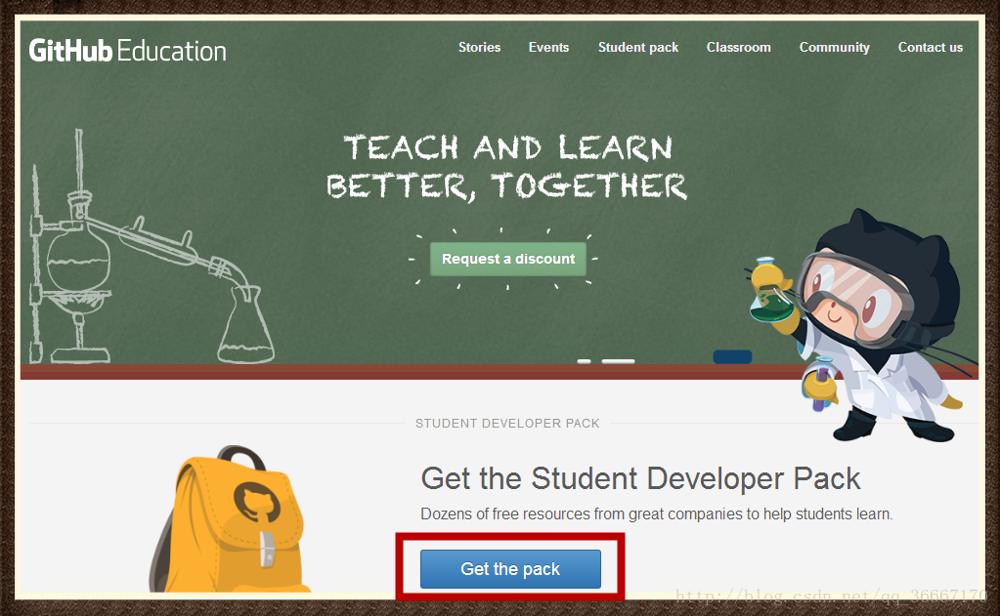 GitHub Education
Stories Events Student pack Classroom Community Contact us
TEACH AND LEARN
BETTER, TOGETHER
Request a discount
STUDENT DEVELOPER PACK
Get the Student Developer Pack
Dozens of free resources from great companies to help students learn.
Get the pack
http://blog.csdn.net/qq_36667170